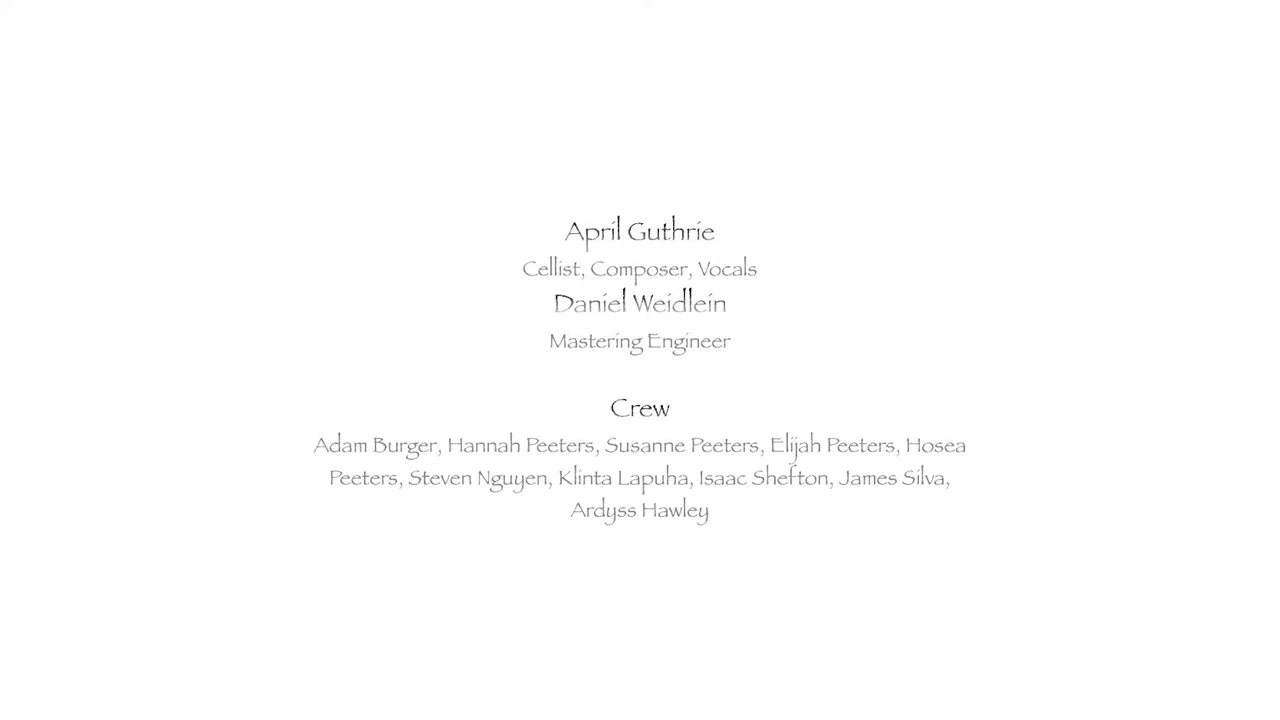 April Guthrie
Cellist, Composer, Vocals
Daniel Weidlein
Mastering Engineer
Crew
Adam Burger, Hannah Peeters, Susanne Peeters, Elijah Peeters, Hosea
Peeters, Steven Nguyen, Klinta Lapuha, Isaac Shefton, James Silva,
Ardyss Hawley